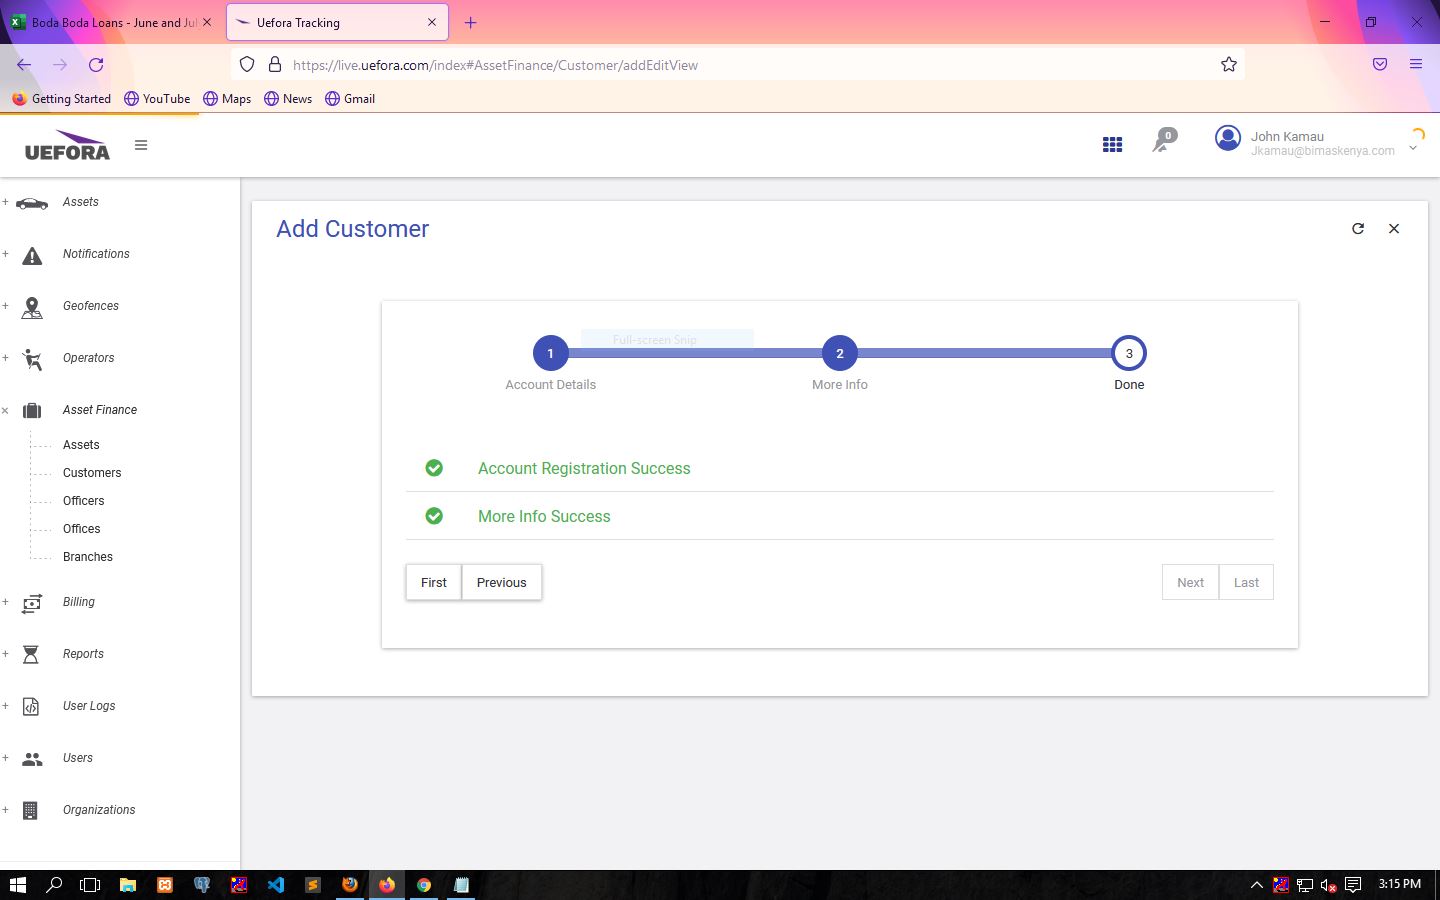 Boda Boda Loans - June and Jul
Uefora Tracking
https://live.uefora.com/index#AssetFinance/Customer/addEditView
Getting Started
YouTube
Maps
News
Gmail
UEFORA
0
John Kamau
Jkamau@bimaskenya.com
Assets
Notifications
Geofences
Operators
Asset Finance
Assets
Customers
Officers
Offices
Branches
Billing
Reports
User Logs
Users
Organizations
Add Customer
Full-screen Snip
1
2
3
Account Details
More Info
Done
Account Registration Success
More Info Success
First
Previous
Next
Last
3:15 PM